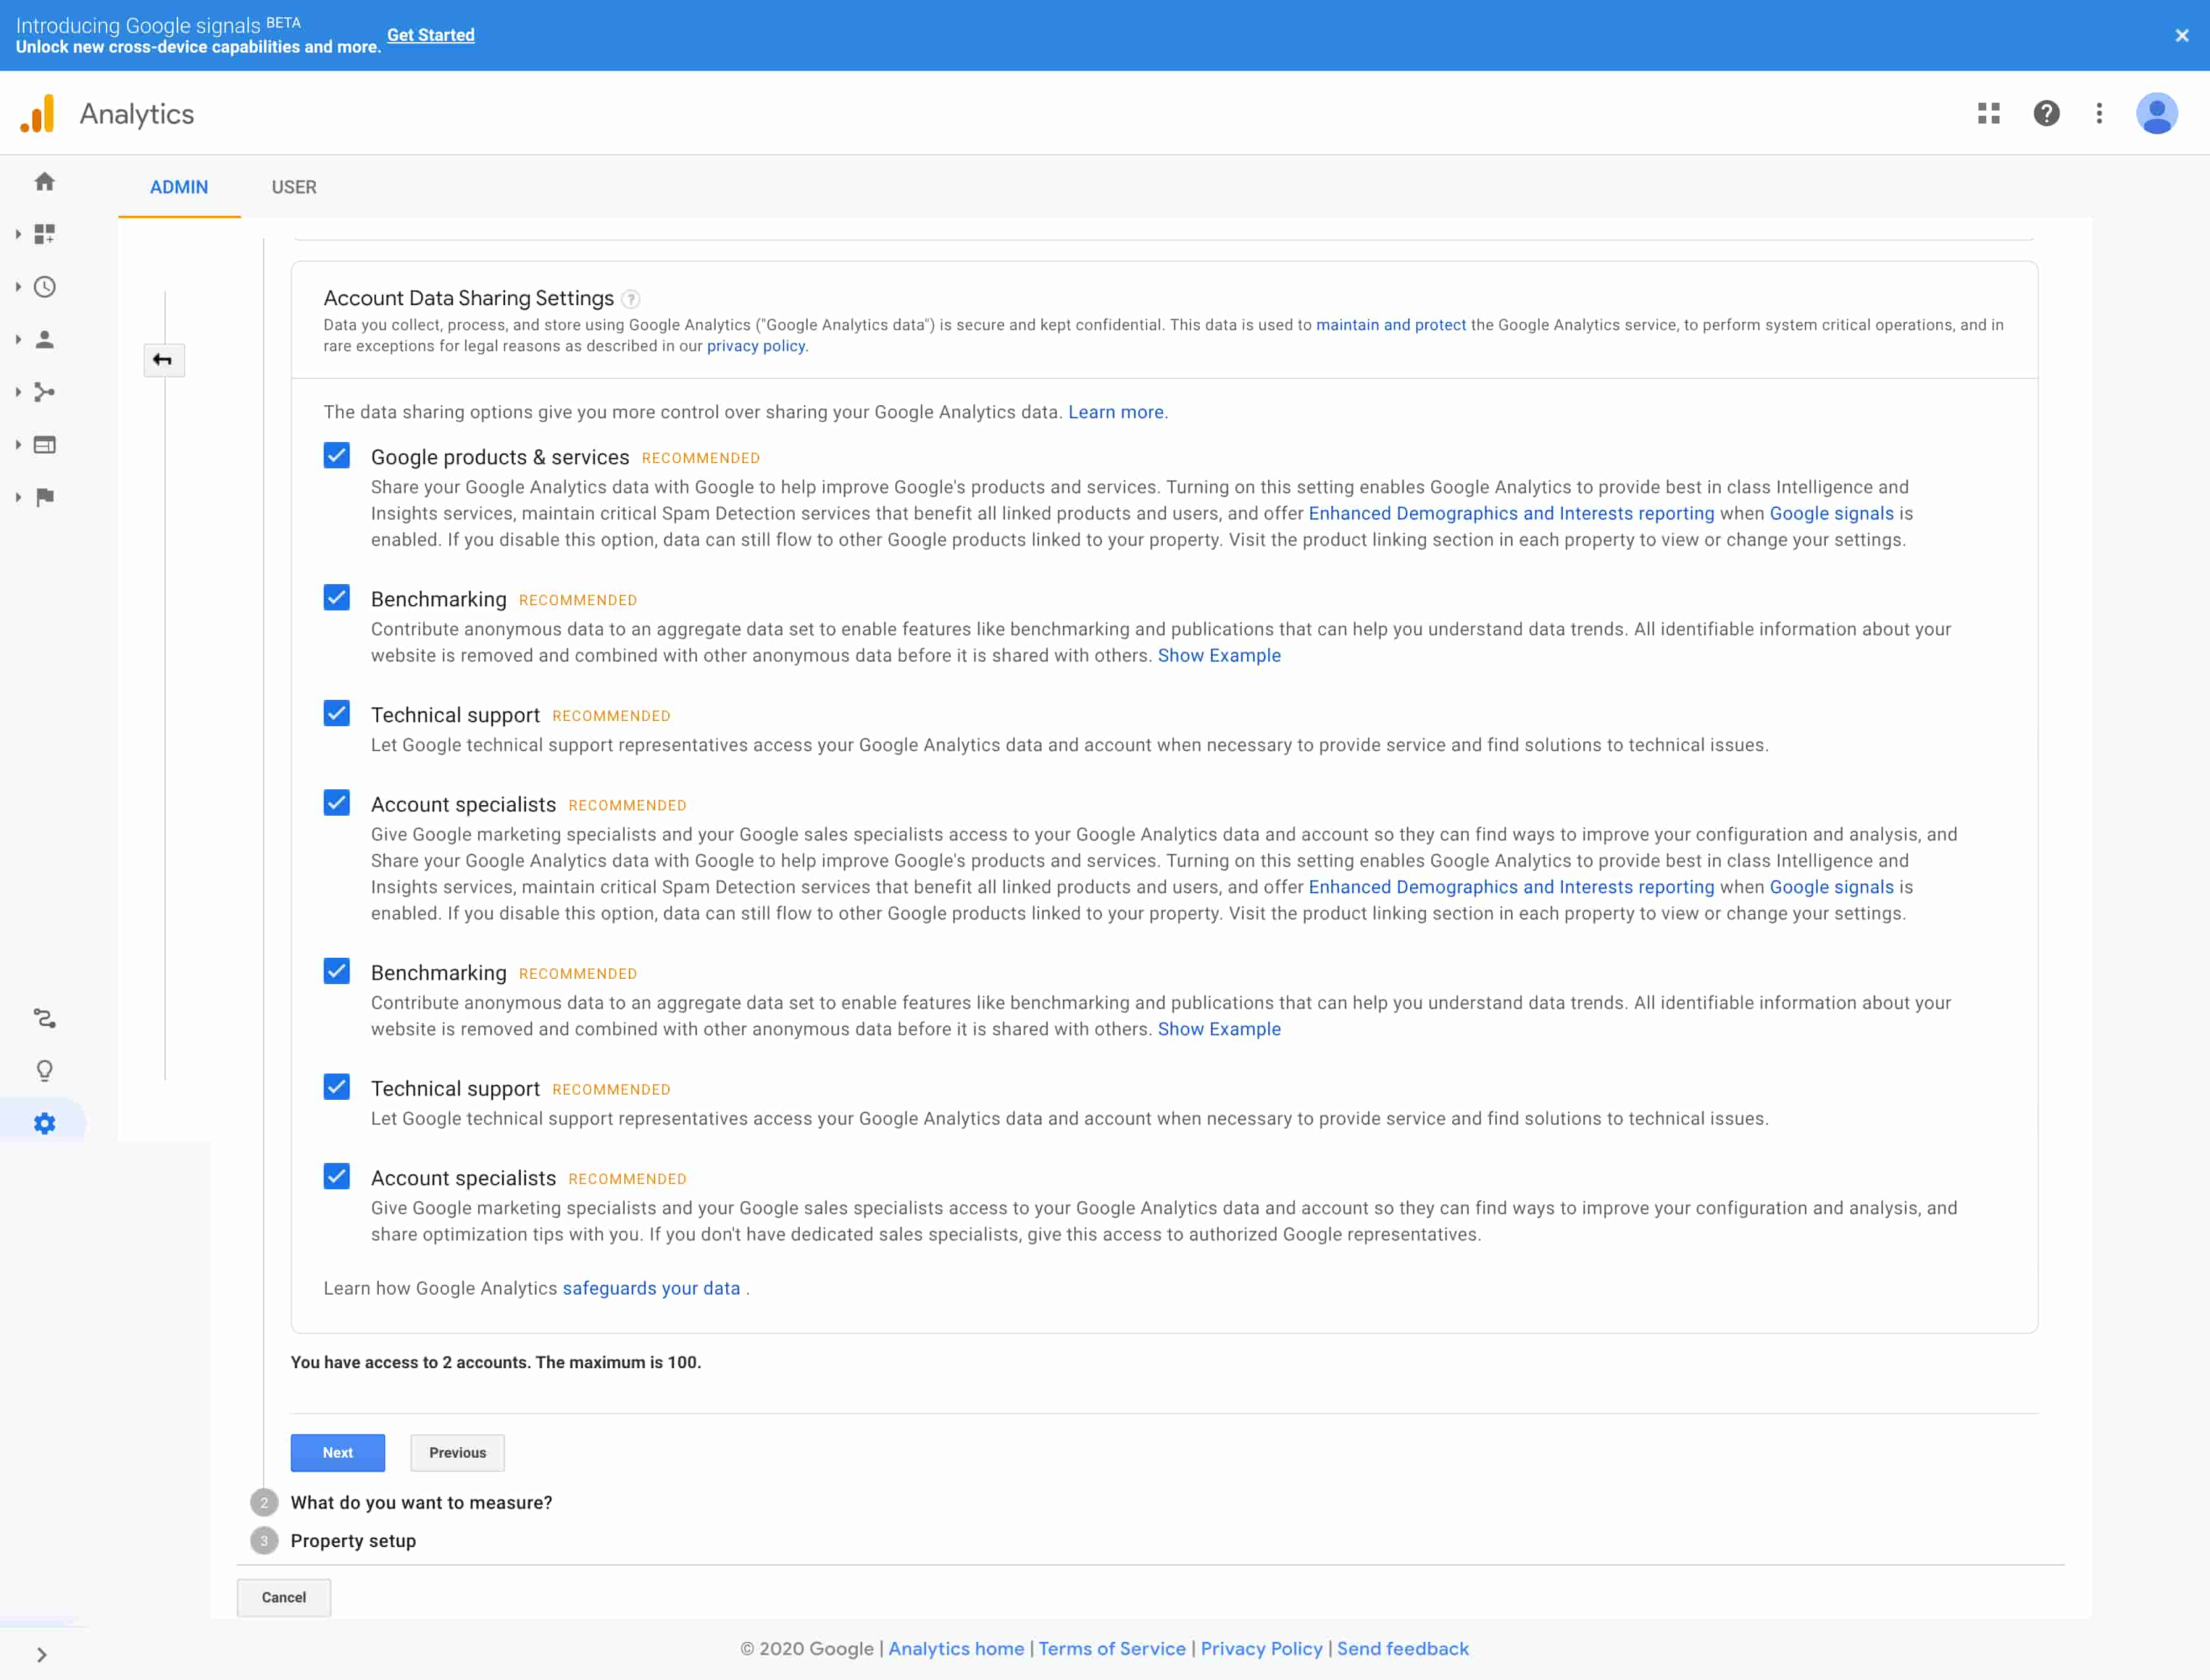 Introducing Google signals BETA
Unlock new cross-device capabilities and more. Get Started
Analytics
ADMIN USER
Account Data Sharing Settings ?
Data you collect, process, and store using Google Analytics ("Google Analytics data") is secure and kept confidential. This data is used to maintain and protect the Google Analytics service, to perform system critical operations, and in
rare exceptions for legal reasons as described in our privacy policy.
The data sharing options give you more control over sharing your Google Analytics data. Learn more.
Google products & services RECOMMENDED
Share your Google Analytics data with Google to help improve Google's products and services. Turning on this setting enables Google Analytics to provide best in class Intelligence and
Insights services, maintain critical Spam Detection services that benefit all linked products and users, and offer Enhanced Demographics and Interests reporting when Google signals is
enabled. If you disable this option, data can still flow to other Google products linked to your property. Visit the product linking section in each property to view or change your settings.
Benchmarking RECOMMENDED
Contribute anonymous data to an aggregate data set to enable features like benchmarking and publications that can help you understand data trends. All identifiable information about your
website is removed and combined with other anonymous data before it is shared with others. Show Example
Technical support RECOMMENDED
Let Google technical support representatives access your Google Analytics data and account when necessary to provide service and find solutions to technical issues.
Account specialists RECOMMENDED
Give Google marketing specialists and your Google sales specialists access to your Google Analytics data and account so they can find ways to improve your configuration and analysis, and
Share your Google Analytics data with Google to help improve Google's products and services. Turning on this setting enables Google Analytics to provide best in class Intelligence and
Insights services, maintain critical Spam Detection services that benefit all linked products and users, and offer Enhanced Demographics and Interests reporting when Google signals is
enabled. If you disable this option, data can still flow to other Google products linked to your property. Visit the product linking section in each property to view or change your settings.
Benchmarking RECOMMENDED
Contribute anonymous data to an aggregate data set to enable features like benchmarking and publications that can help you understand data trends. All identifiable information about your
website is removed and combined with other anonymous data before it is shared with others. Show Example
Technical support RECOMMENDED
Let Google technical support representatives access your Google Analytics data and account when necessary to provide service and find solutions to technical issues.
Account specialists RECOMMENDED
Give Google marketing specialists and your Google sales specialists access to your Google Analytics data and account so they can find ways to improve your configuration and analysis, and
share optimization tips with you. If you don't have dedicated sales specialists, give this access to authorized Google representatives.
Learn how Google Analytics safeguards your data .
You have access to 2 accounts. The maximum is 100.
Next Previous
2 What do you want to measure?
3 Property setup
Cancel
© 2020 Google | Analytics home | Terms of Service | Privacy Policy | Send feedback